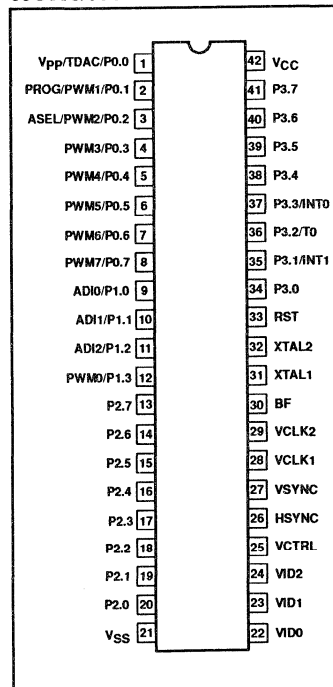 VPP/TDAC/P0.0 1
PROG/PWM1/P0.1 2
ASEL/PWM2/P0.2 3
PWM3/P0.3 4
PWM4/P0.4 5
PWM5/P0.5 6
PWM6/P0.6 7
PWM7/P0.7 8
ADI0/P1.0 9
ADI1/P1.1 10
ADI2/P1.2 11
PWM0/P1.3 12
P2.7 13
P2.6 14
P2.5 15
P2.4 16
P2.3 17
P2.2 18
P2.1 19
P2.0 20
VSS 21
42 VCC
41 P3.7
40 P3.6
39 P3.5
38 P3.4
37 P3.3/INT0
36 P3.2/T0
35 P3.1/INT1
34 P3.0
33 RST
32 XTAL2
31 XTAL1
30 BF
29 VCLK2
28 VCLK1
27 VSYNC
26 HSYNC
25 VCTRL
24 VID2
23 VID1
22 VID0